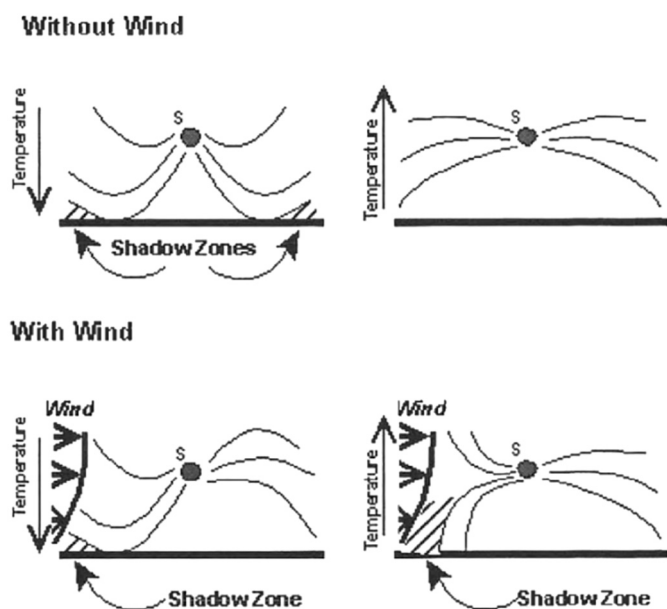 Without Wind
Temperature
S
Temperature
S
Shadow Zones
With Wind
Wind
Temperature
S
Wind
Temperature
S
Shadow Zone
Shadow Zone